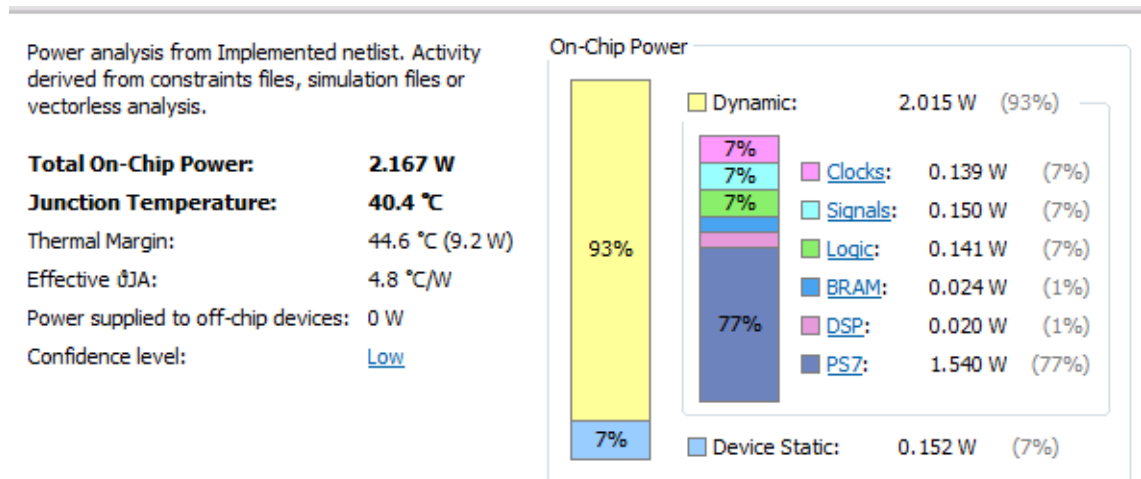 Power analysis from Implemented netlist. Activity
derived from constraints files, simulation files or
vectorless analysis.
Total On-Chip Power: 2.167 W
Junction Temperature: 40.4 °C
Thermal Margin: 44.6 °C (9.2 W)
Effective ϑJA: 4.8 °C/W
Power supplied to off-chip devices: 0 W
Confidence level: Low
On-Chip Power
93%
7%
Dynamic: 2.015 W (93%)
7%
7%
7%
77%
Clocks: 0.139 W (7%)
Signals: 0.150 W (7%)
Logic: 0.141 W (7%)
BRAM: 0.024 W (1%)
DSP: 0.020 W (1%)
PS7: 1.540 W (77%)
Device Static: 0.152 W (7%)